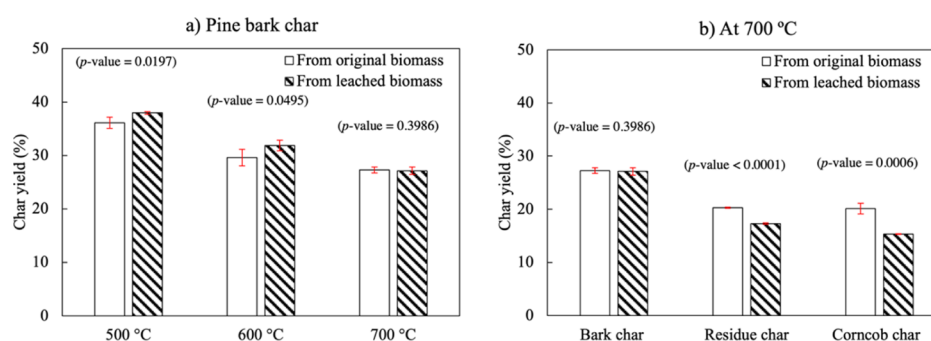 a) Pine bark char
50
40
30
20
10
0
Char yield (%)
From original biomass
From leached biomass
(p-value = 0.0197)
(p-value = 0.0495)
(p-value = 0.3986)
500 °C
600 °C
700 °C
b) At 700 ºC
50
40
30
20
10
0
Char yield (%)
From original biomass
From leached biomass
(p-value = 0.3986)
(p-value < 0.0001)
(p-value = 0.0006)
Bark char
Residue char
Corncob char